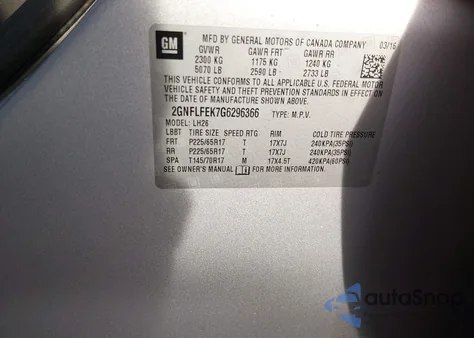 GM
MFD BY GENERAL MOTORS OF CANADA COMPANY 03/16
GVWR GAWR FRT GAWR RR
2300 KG 1175 KG 1240 KG
5070 LB 2590 LB 2733 LB
THIS VEHICLE CONFORMS TO ALL APPLICABLE U.S. FEDERAL MOTOR
VEHICLE SAFETY AND THEFT PREVENTION STANDARDS IN EFFECT ON
THE DATE OF MANUFACTURE SHOWN ABOVE.
2GNFLFEK7G6296366 TYPE: M.P.V.
MODEL: LH26
LBBT TIRE SIZE SPEED RTG RIM COLD TIRE PRESSURE
FRT P225/65R17 T 17X7J 240KPA(35PSI)
RR P225/65R17 T 17X7J 240KPA(35PSI)
SPA T145/70R17 M 17X4.5T 420KPA(60PSI)
SEE OWNER'S MANUAL FOR MORE INFORMATION.
autoSnap